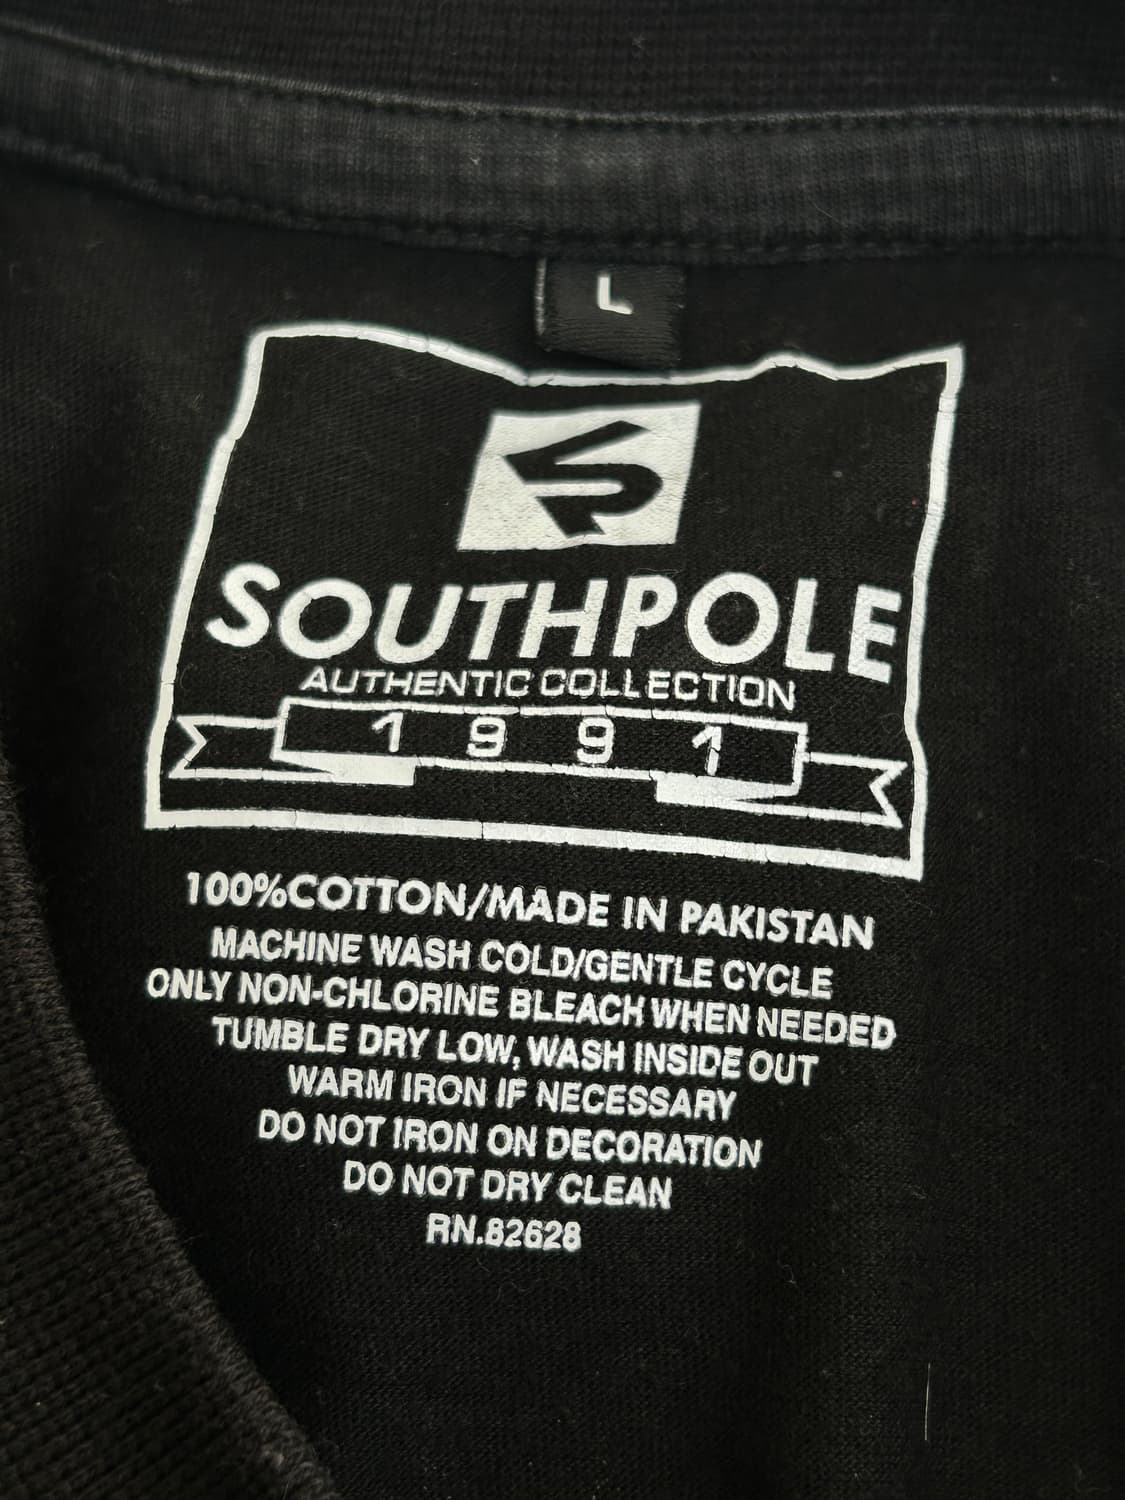 L
SOUTHPOLE
AUTHENTIC COLLECTION
1991
100%COTTON/MADE IN PAKISTAN
MACHINE WASH COLD/GENTLE CYCLE
ONLY NON-CHLORINE BLEACH WHEN NEEDED
TUMBLE DRY LOW, WASH INSIDE OUT
WARM IRON IF NECESSARY
DO NOT IRON ON DECORATION
DO NOT DRY CLEAN
RN.82628